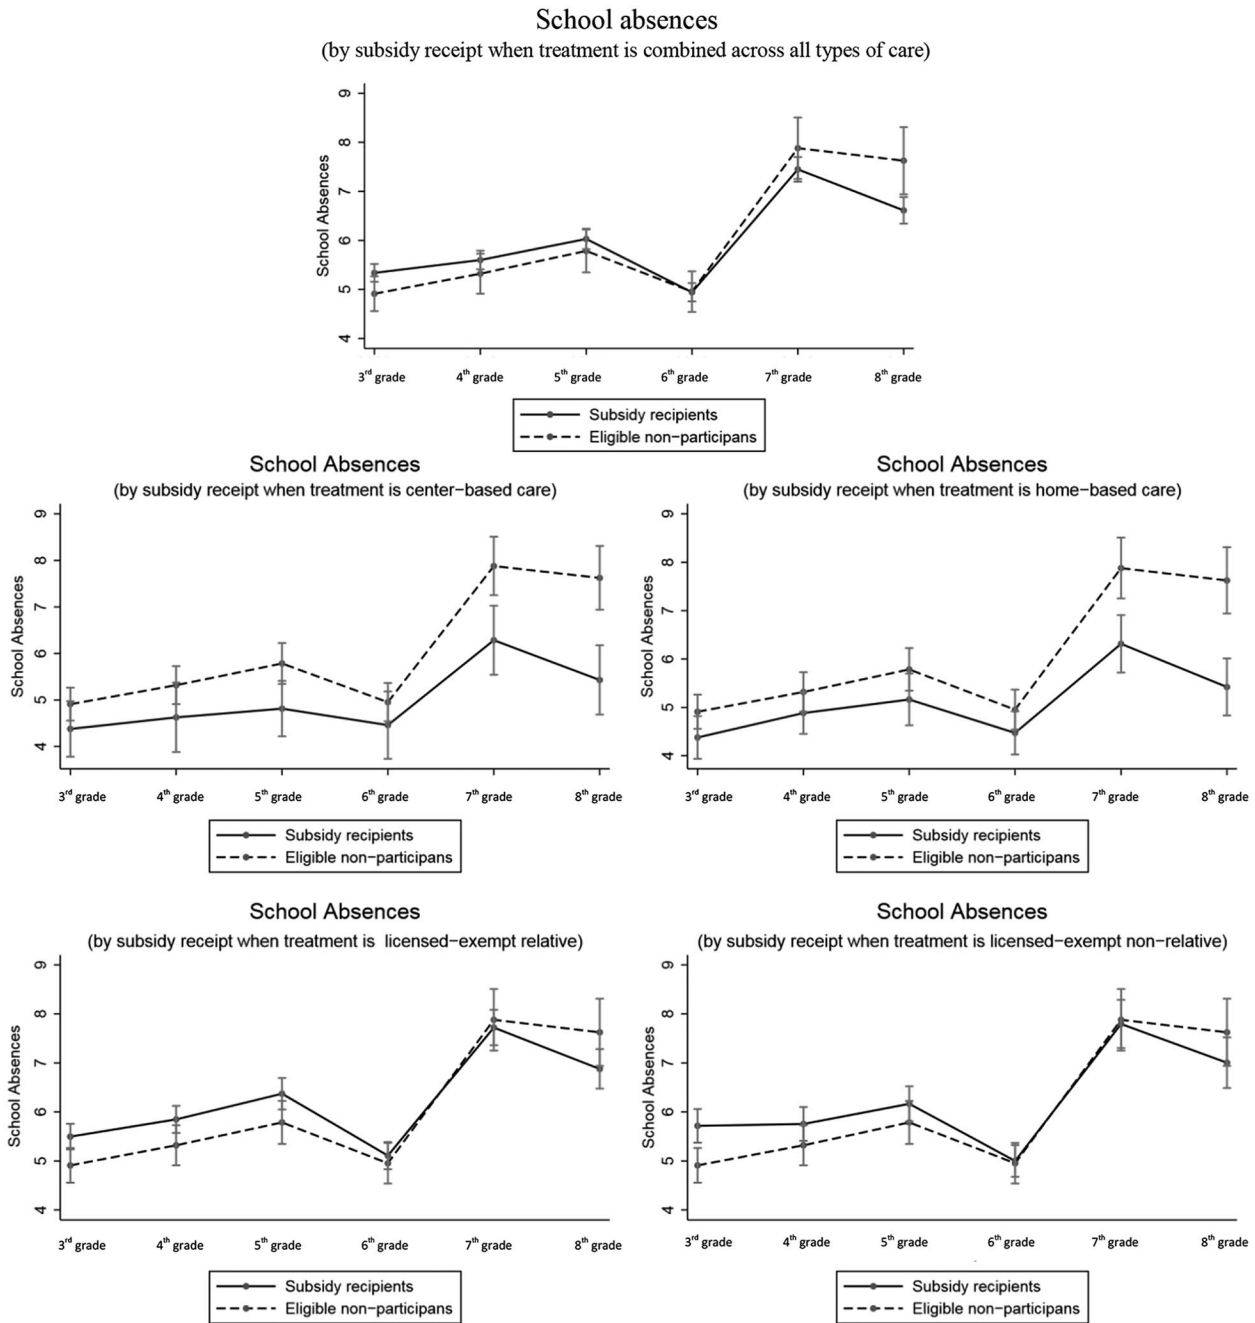 School absences
(by subsidy receipt when treatment is combined across all types of care)
School Absences
9
8
7
6
5
4
3rd grade 4th grade 5th grade 6th grade 7th grade 8th grade
Subsidy recipients
Eligible non−participans
School Absences
(by subsidy receipt when treatment is center−based care)
School Absences
9
8
7
6
5
4
3rd grade 4th grade 5th grade 6th grade 7th grade 8th grade
Subsidy recipients
Eligible non−participans
School Absences
(by subsidy receipt when treatment is home−based care)
School Absences
9
8
7
6
5
4
3rd grade 4th grade 5th grade 6th grade 7th grade 8th grade
Subsidy recipients
Eligible non−participans
School Absences
(by subsidy receipt when treatment is licensed−exempt relative)
School Absences
9
8
7
6
5
4
3rd grade 4th grade 5th grade 6th grade 7th grade 8th grade
Subsidy recipients
Eligible non−participans
School Absences
(by subsidy receipt when treatment is licensed−exempt non−relative)
School Absences
9
8
7
6
5
4
3rd grade 4th grade 5th grade 6th grade 7th grade 8th grade
Subsidy recipients
Eligible non−participans